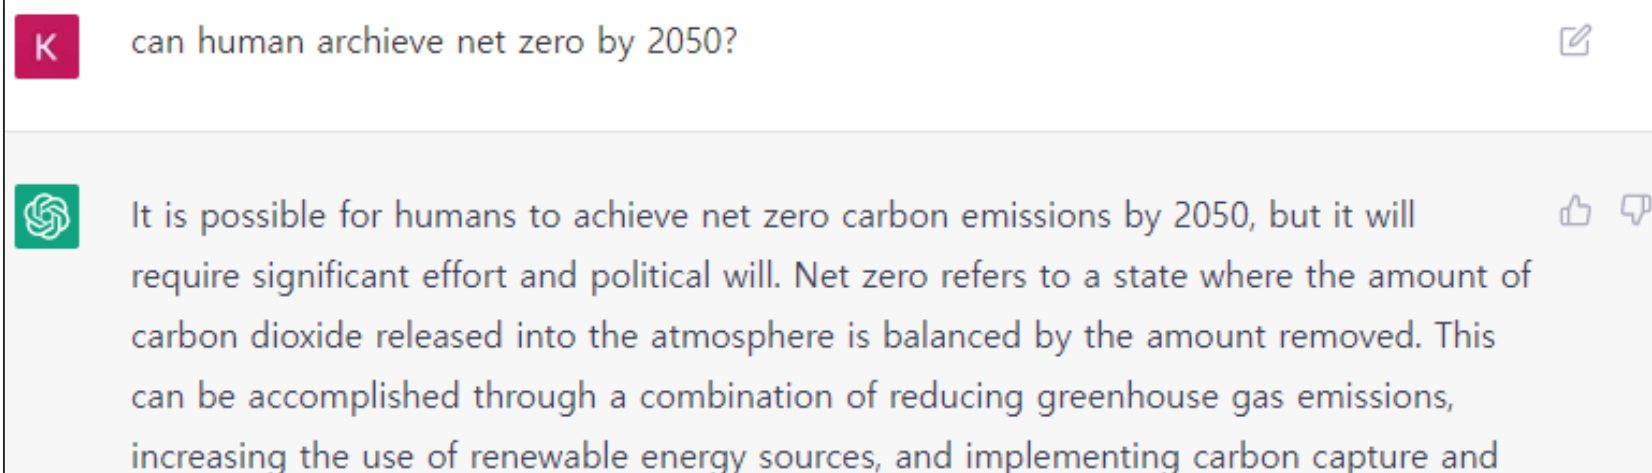 K
can human archieve net zero by 2050?
It is possible for humans to achieve net zero carbon emissions by 2050, but it will
require significant effort and political will. Net zero refers to a state where the amount of
carbon dioxide released into the atmosphere is balanced by the amount removed. This
can be accomplished through a combination of reducing greenhouse gas emissions,
increasing the use of renewable energy sources, and implementing carbon capture and